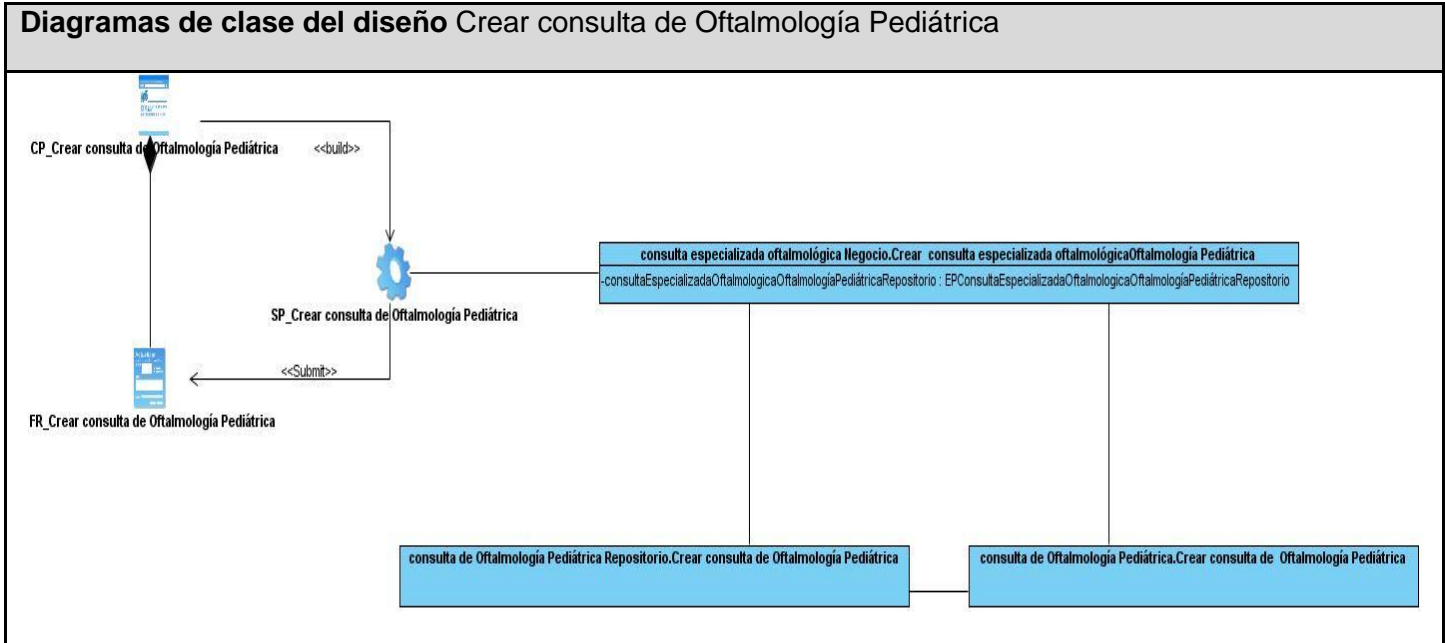 Diagramas de clase del diseño Crear consulta de Oftalmología Pediátrica
CP_Crear consulta de Oftalmología Pediátrica
<<build>>
consulta especializada oftalmológica Negocio.Crear consulta especializada oftalmológicaOftalmología Pediátrica
-consultaEspecializadaOftalmologicaOftalmologíaPediátricaRepositorio : EPConsultaEspecializadaOftalmologicaOftalmologíaPediátricaRepositorio
SP_Crear consulta de Oftalmología Pediátrica
<<Submit>>
FR_Crear consulta de Oftalmología Pediátrica
consulta de Oftalmología Pediátrica Repositorio.Crear consulta de Oftalmología Pediátrica
consulta de Oftalmología Pediátrica.Crear consulta de Oftalmología Pediátrica